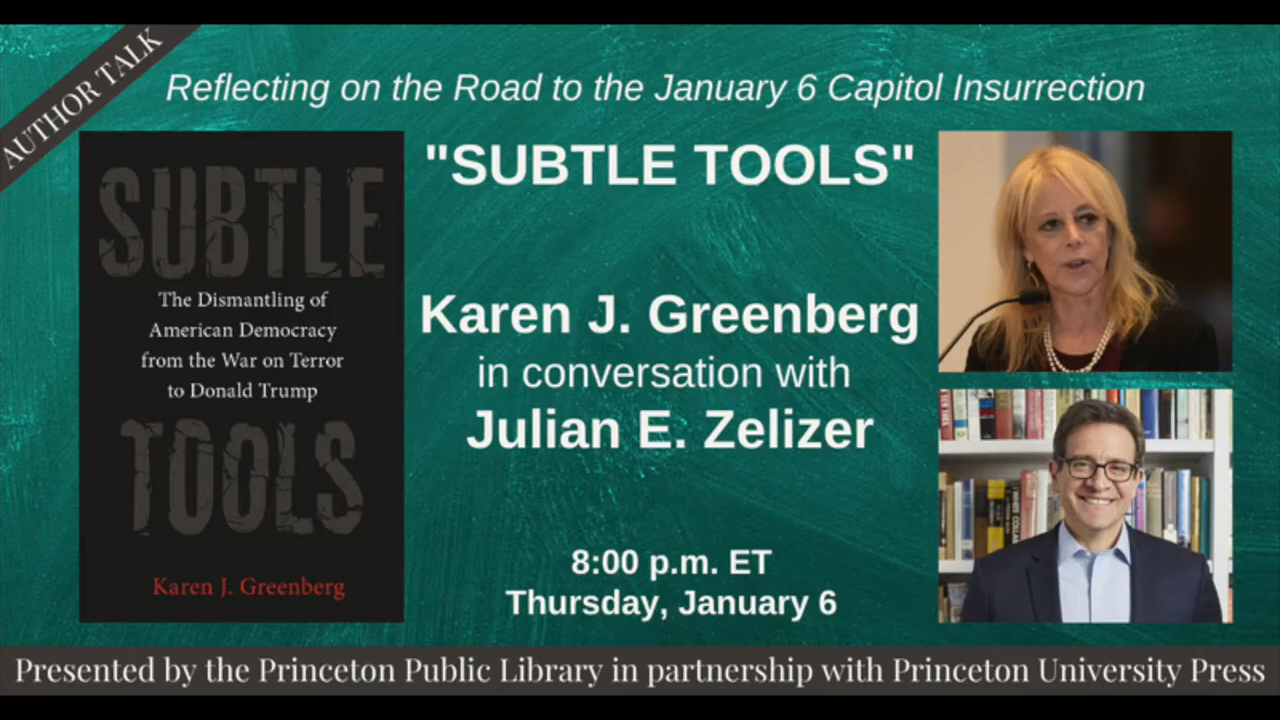 AUTHOR TALK
Reflecting on the Road to the January 6 Capitol Insurrection
SUBTLE
The Dismantling of
American Democracy
from the War on Terror
to Donald Trump
TOOLS
Karen J. Greenberg
"SUBTLE TOOLS"
Karen J. Greenberg
in conversation with
Julian E. Zelizer
8:00 p.m. ET
Thursday, January 6
Presented by the Princeton Public Library in partnership with Princeton University Press